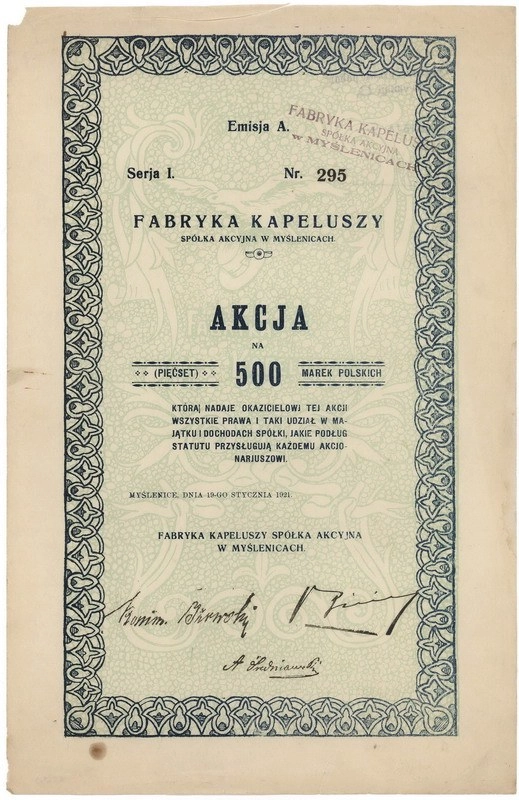 Emisja A.
FABRYKA KAPELU
SPÓŁKA AKCYJNA
W MYŚLENICACH
Serja I. Nr. 295
FABRYKA KAPELUSZY
SPÓŁKA AKCYJNA W MYŚLENICACH.
AKCJA
NA
(PIĘĆSET) 500 MAREK POLSKICH
KTÓRA NADAJE OKAZICIELOWI TEJ AKCJI
WSZYSTKIE PRAWA I TAKI UDZIAŁ W MA-
JĄTKU I DOCHODACH SPÓŁKI, JAKIE PODŁUG
STATUTU PRZYSŁUGUJĄ KAŻDEMU AKCJO-
NARJUSZOWI.
MYŚLENICE, DNIA 19-GO STYCZNIA 1921.
FABRYKA KAPELUSZY SPÓŁKA AKCYJNA
W MYŚLENICACH.
A Średniawski